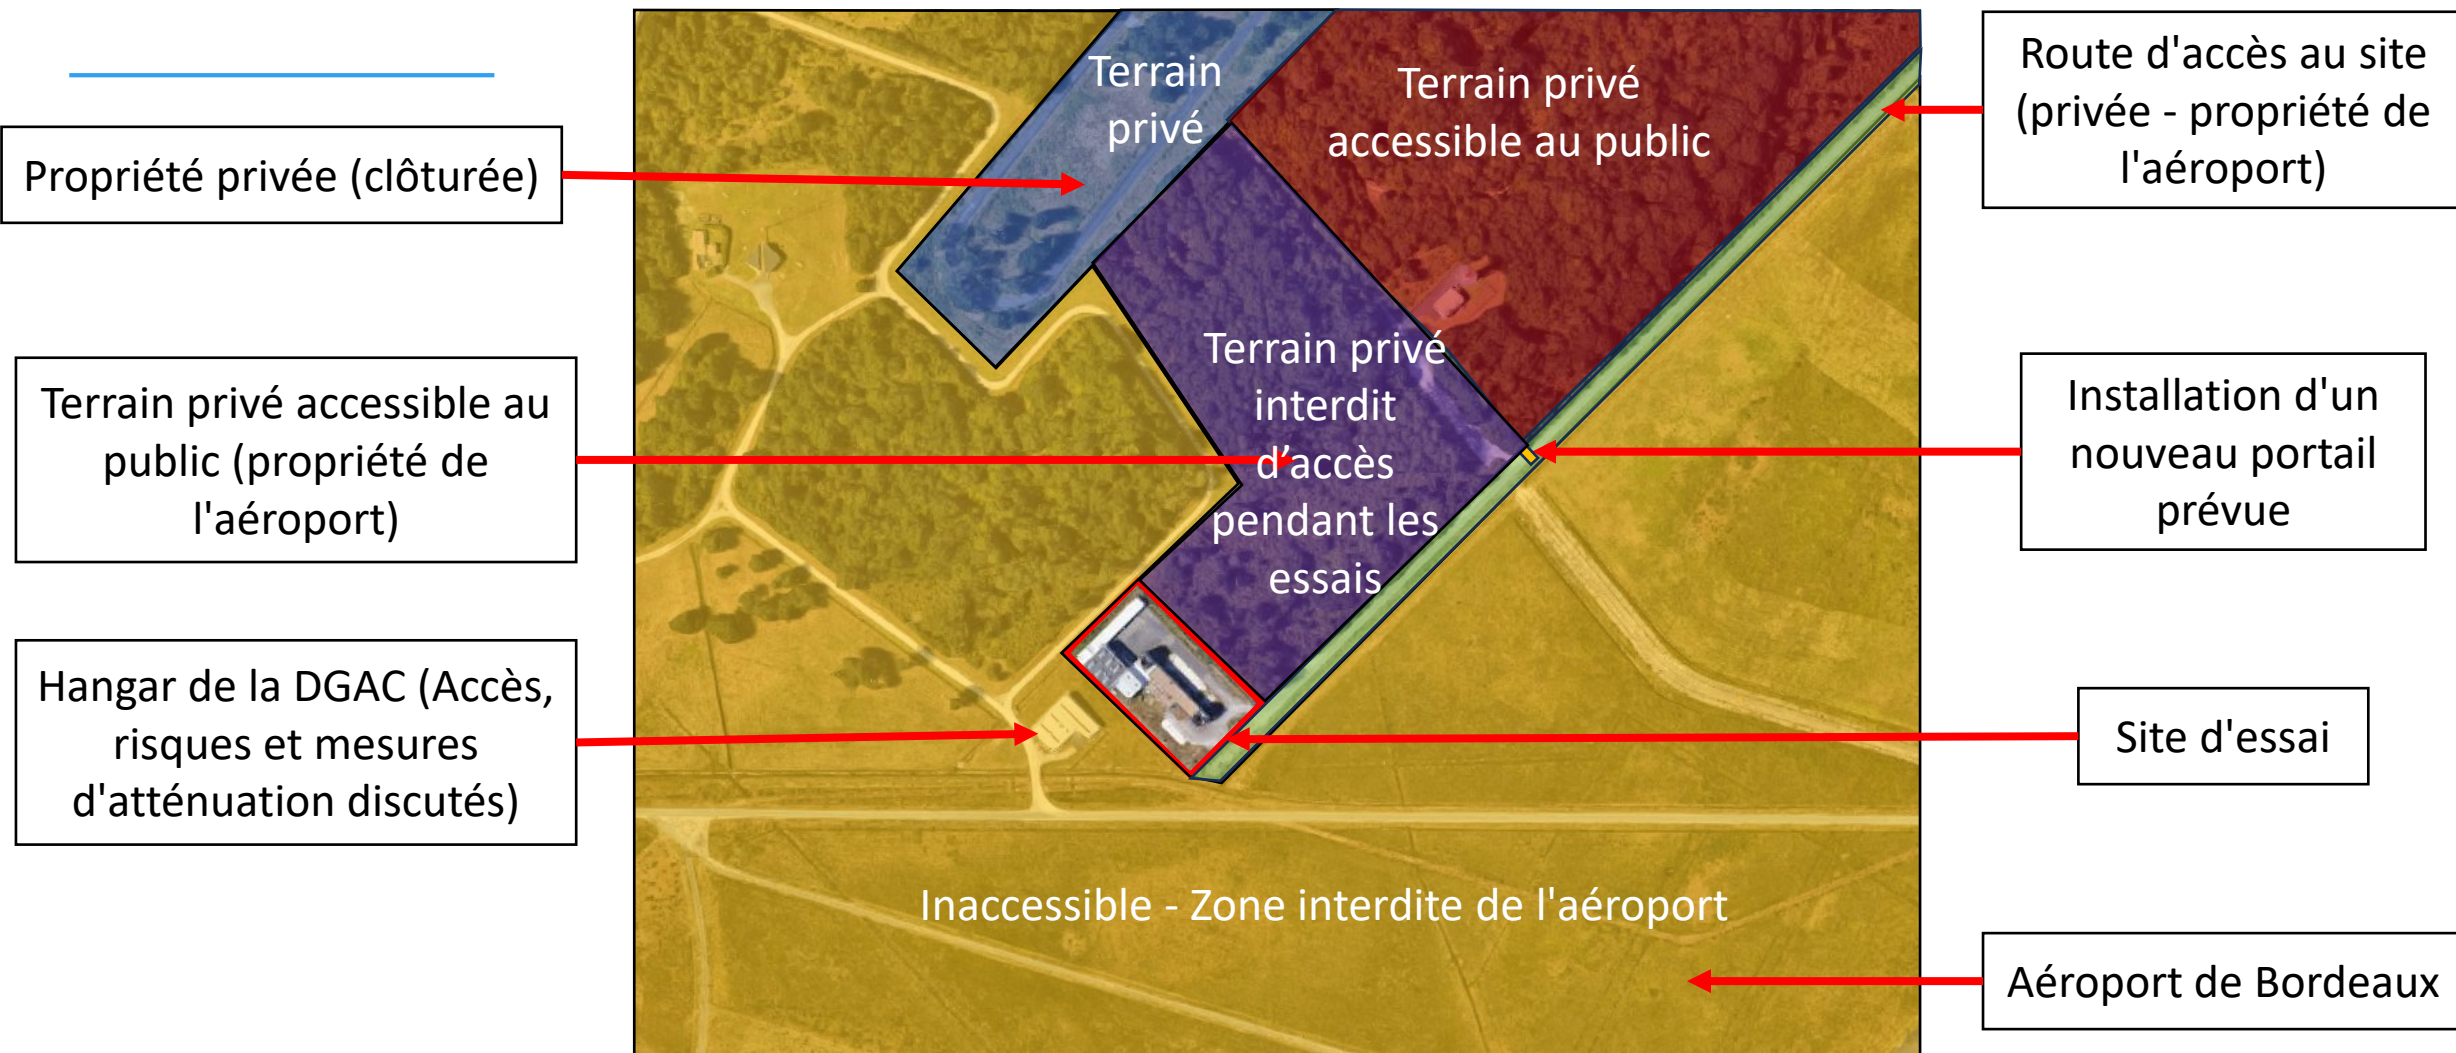 Terrain
privé
Terrain privé
accessible au public
Route d'accès au site
(privée - propriété de
l'aéroport)
Propriété privée (clôturée)
Terrain privé
interdit
d’accès
pendant les
essais
Terrain privé accessible au
public (propriété de
l'aéroport)
Installation d'un
nouveau portail
prévue
Hangar de la DGAC (Accès,
risques et mesures
d'atténuation discutés)
Site d'essai
Inaccessible - Zone interdite de l'aéroport
Aéroport de Bordeaux